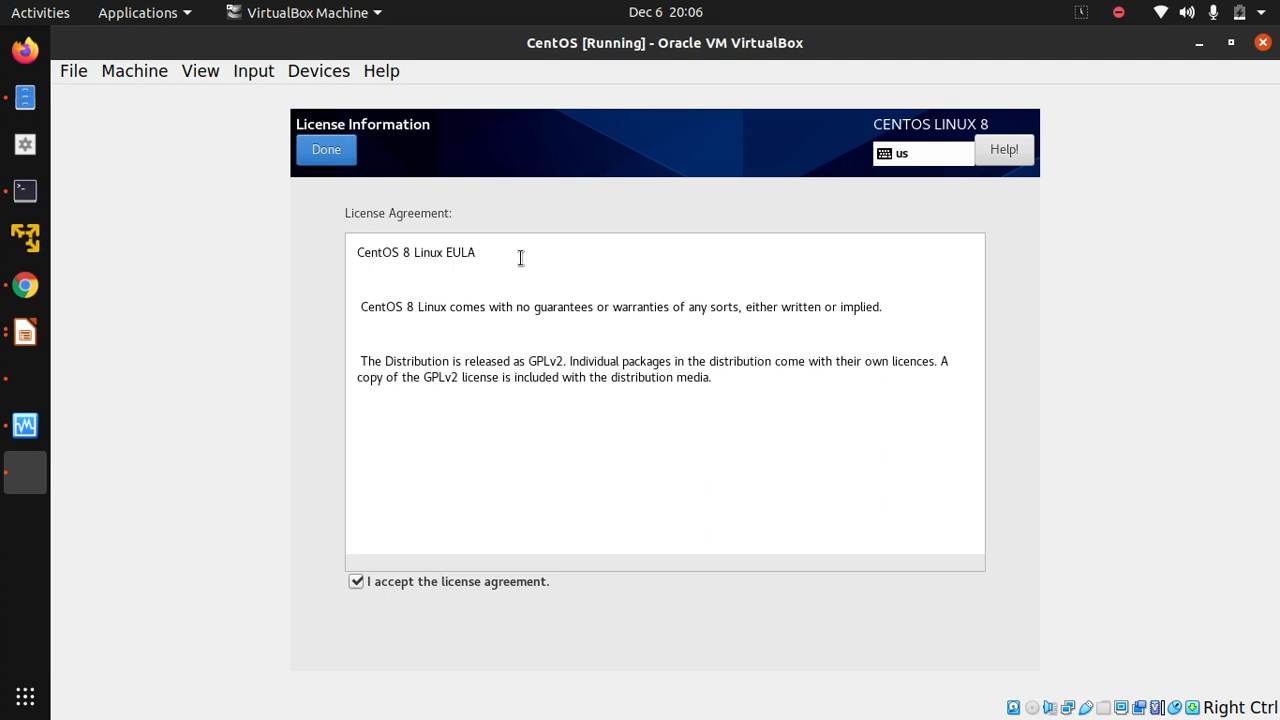 Activities Applications VirtualBox Machine Dec 6 20:06
CentOS [Running] - Oracle VM VirtualBox
File Machine View Input Devices Help
License Information CENTOS LINUX 8
Done us Help!
License Agreement:
CentOS 8 Linux EULA
CentOS 8 Linux comes with no guarantees or warranties of any sorts, either written or implied.
The Distribution is released as GPLv2. Individual packages in the distribution come with their own licences. A
copy of the GPLv2 license is included with the distribution media.
I accept the license agreement.
Right Ctrl